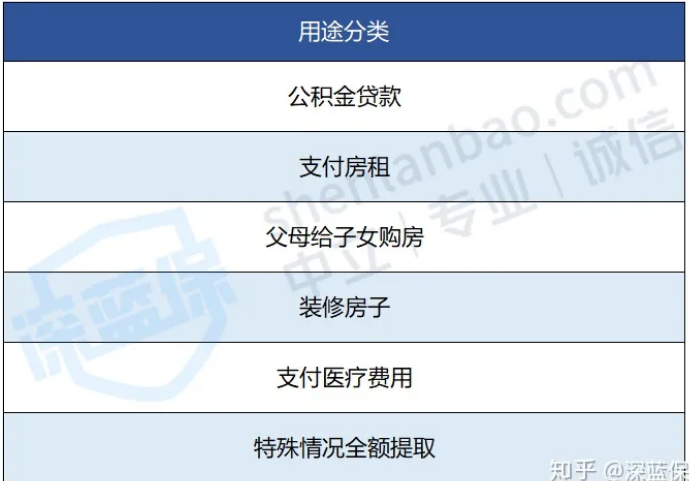 用途分类
公积金贷款
支付房租
父母给子女购房
装修房子
支付医疗费用
特殊情况全额提取
shenlanbao.com
中立｜专业｜诚信
深蓝保
知乎 @深蓝保